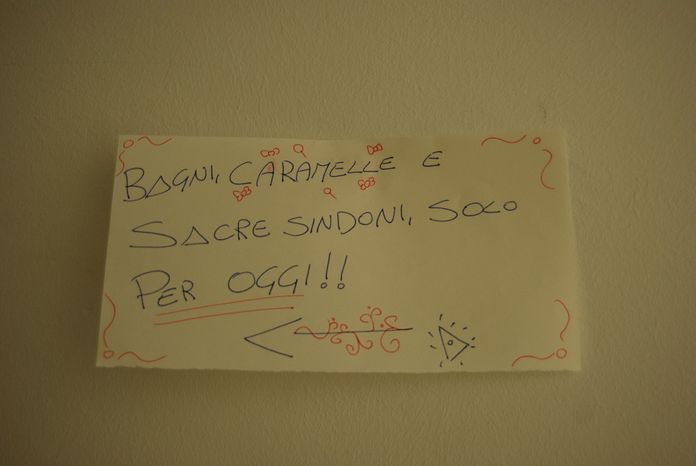 BAGNI, CARAMELLE E
SACRE SINDONI, SOLO
PER OGGI!!